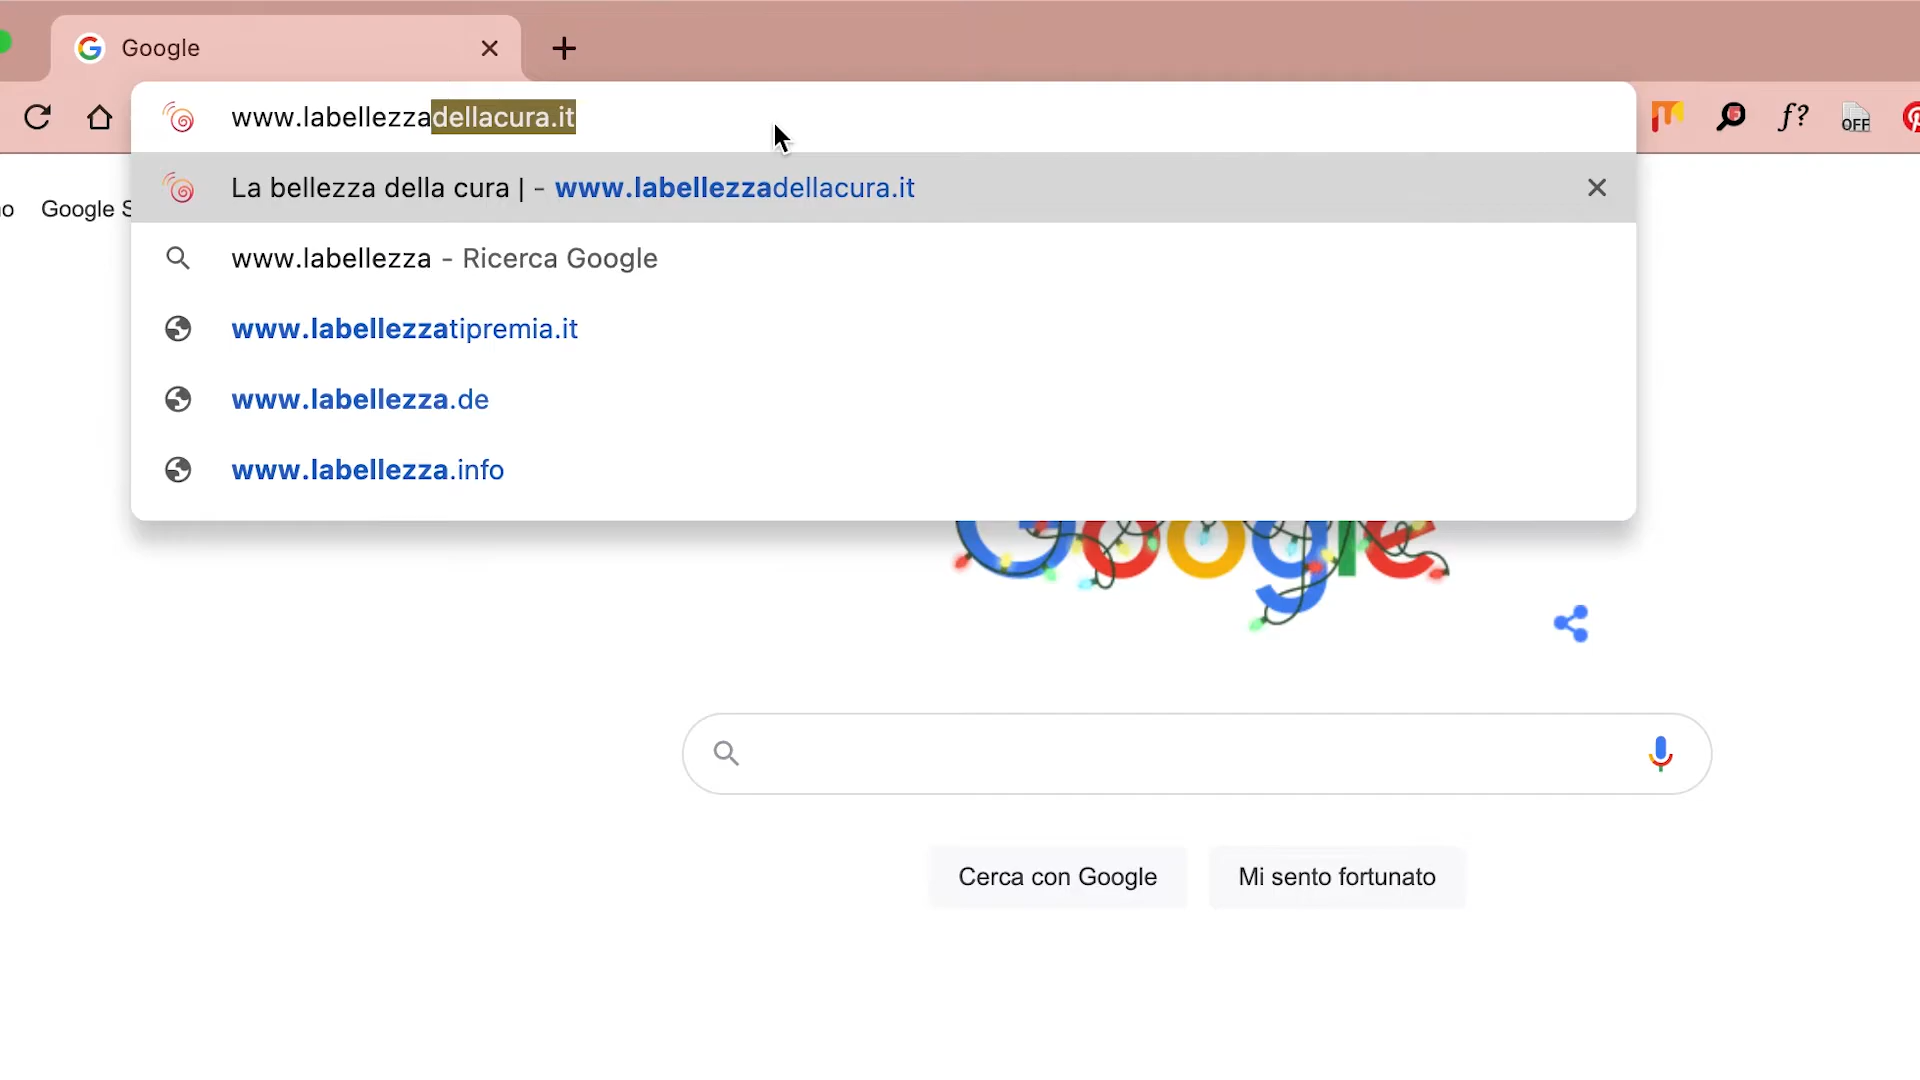 Google
www.labellezzadellacura.it
La bellezza della cura | - www.labellezzadellacura.it
www.labellezza - Ricerca Google
www.labellezzatipremia.it
www.labellezza.de
www.labellezza.info
f?
OFF
o Google S
Google
Cerca con Google
Mi sento fortunato